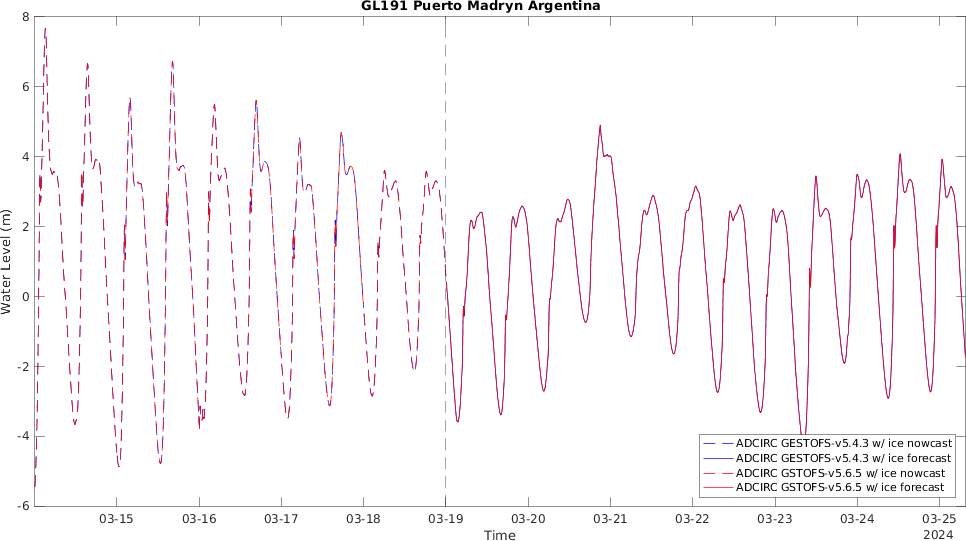 GL191 Puerto Madryn Argentina
8
6
4
2
0
-2
-4
-6
Water Level (m)
ADCIRC GESTOFS-v5.4.3 w/ ice nowcast
ADCIRC GESTOFS-v5.4.3 w/ ice forecast
ADCIRC GSTOFS-v5.6.5 w/ ice nowcast
ADCIRC GSTOFS-v5.6.5 w/ ice forecast
03-15 03-16 03-17 03-18 03-19 03-20 03-21 03-22 03-23 03-24 03-25
Time 2024